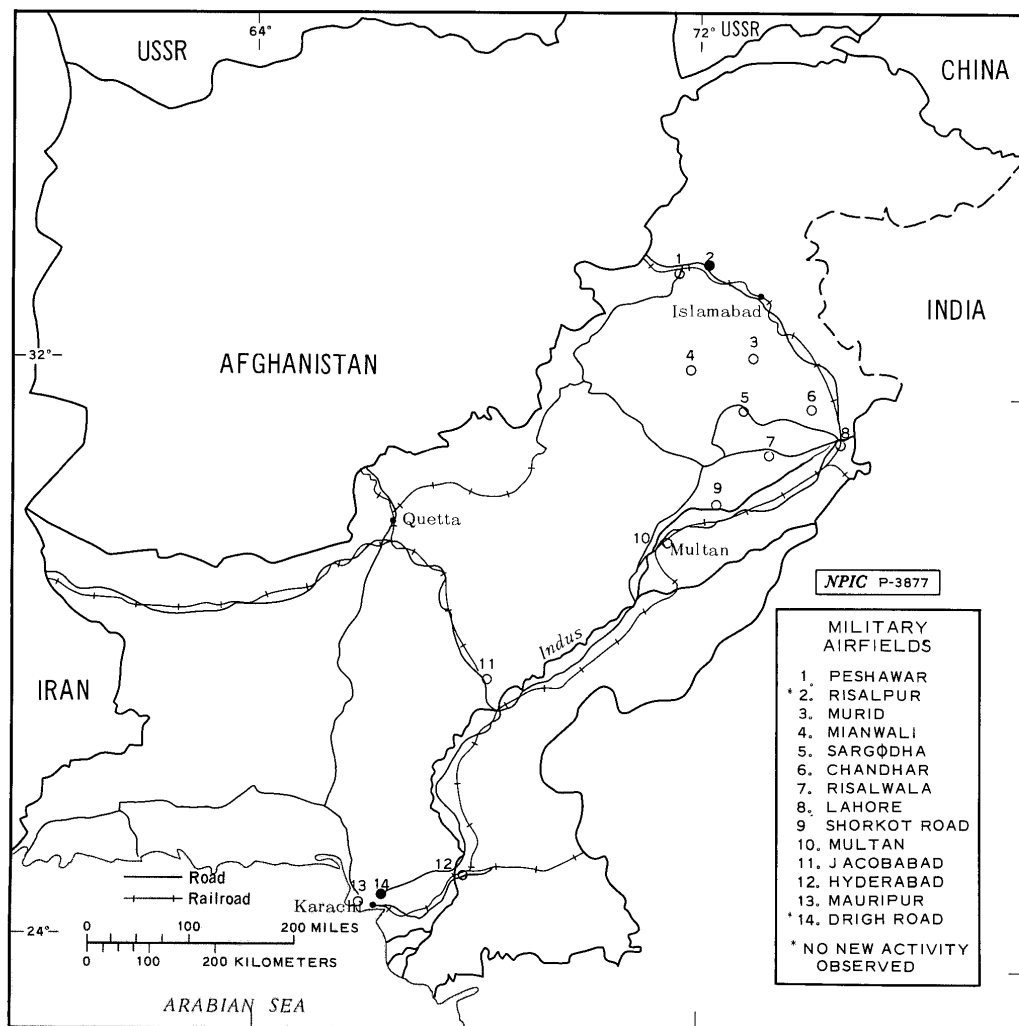 64°
72°
USSR
USSR
CHINA
1
2
Islamabad
INDIA
32°
AFGHANISTAN
3
4
5
6
7
8
9
Quetta
10
Multan
NPIC P-3877
Indus
MILITARY
AIRFIELDS
1. PESHAWAR
*2. RISALPUR
3. MURID
4. MIANWALI
5. SARGODHA
6. CHANDHAR
7. RISALWALA
8. LAHORE
9 SHORKOT ROAD
10. MULTAN
11. JACOBABAD
12. HYDERABAD
13. MAURIPUR
*14. DRIGH ROAD
* NO NEW ACTIVITY
OBSERVED
11
IRAN
12
13
14
Road
Railroad
Karachi
24°
0 100 200 MILES
0 100 200 KILOMETERS
ARABIAN SEA